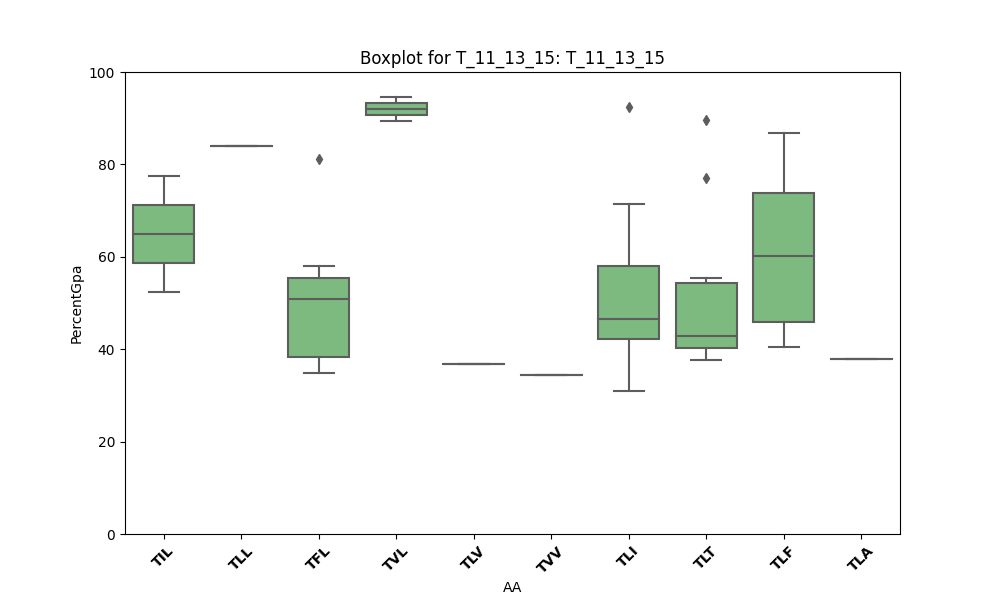 Boxplot for T_11_13_15: T_11_13_15
PercentGpa
100
80
60
40
20
0
TIL
TLL
TFL
TVL
TLV
TVV
TLI
TLT
TLF
TLA
AA